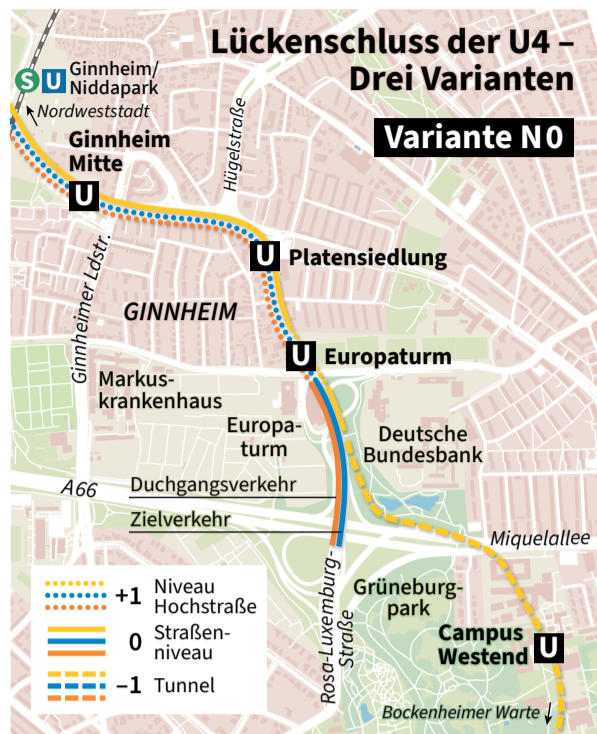 Lückenschluss der U4 –
Drei Varianten
Variante N0
S U Ginnheim/
Niddapark
Nordweststadt
Ginnheim
Mitte
U
Hügelstraße
U Platensiedlung
GINNHEIM
Ginnheimer Ldstr.
U Europaturm
Markus-
krankenhaus
Europa-
turm
Deutsche
Bundesbank
A66
Duchgangsverkehr
Zielverkehr
Miquelallee
Grüneburg-
park
Rosa-Luxemburg-
Straße
Campus
Westend U
Bockenheimer Warte
+1 Niveau
Hochstraße
0 Straßen-
niveau
–1 Tunnel